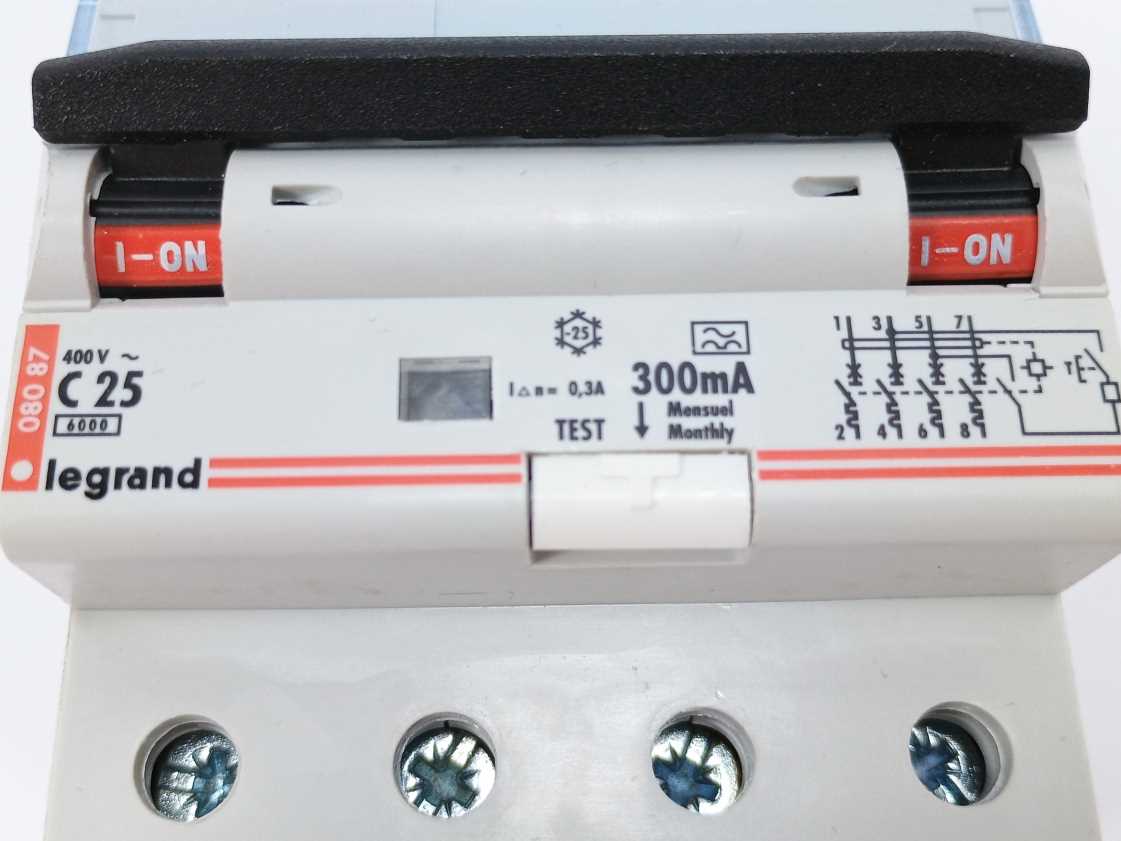 I-ON
I-ON
080 87
400 V ~
C 25
6000
legrand
-25
I△n= 0,3A
300mA
TEST
Mensuel
Monthly
1 3 5 7
T
2 4 6 8